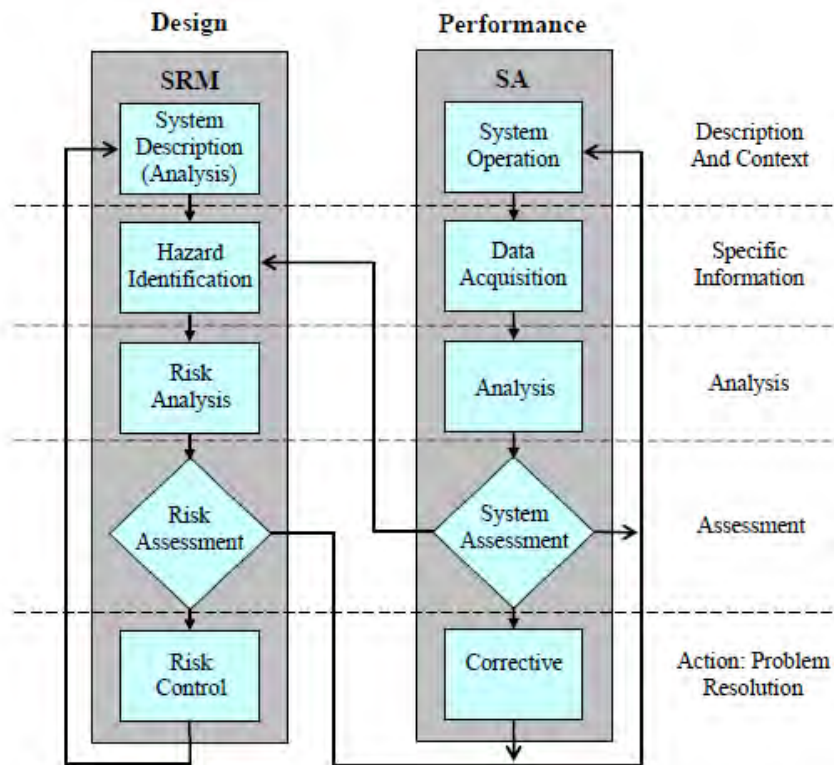 Design
Performance
SRM
SA
System
Description
(Analysis)
System
Operation
Description
And Context
Hazard
Identification
Data
Acquisition
Specific
Information
Risk
Analysis
Analysis
Analysis
Risk
Assessment
System
Assessment
Assessment
Risk
Control
Corrective
Action: Problem
Resolution